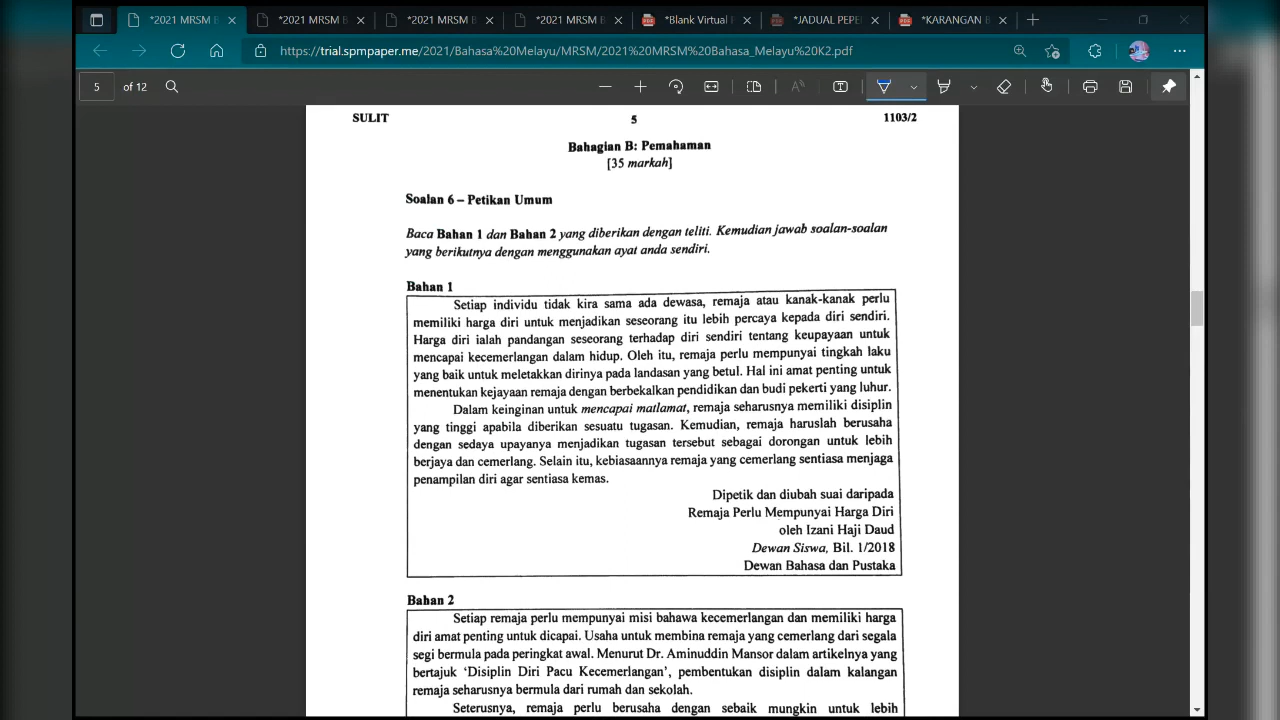 *2021 MRSM B
*2021 MRSM B
*2021 MRSM B
*2021 MRSM B
*Blank Virtual
*JADUAL PEPE
*KARANGAN B
https://trial.spmpaper.me/2021/Bahasa%20Melayu/MRSM/2021%20MRSM%20Bahasa_Melayu%20K2.pdf
5 of 12
SULIT 5 1103/2
Bahagian B: Pemahaman
[35 markah]
Soalan 6 – Petikan Umum
Baca Bahan 1 dan Bahan 2 yang diberikan dengan teliti. Kemudian jawab soalan-soalan
yang berikutnya dengan menggunakan ayat anda sendiri.
Bahan 1
Setiap individu tidak kira sama ada dewasa, remaja atau kanak-kanak perlu
memiliki harga diri untuk menjadikan seseorang itu lebih percaya kepada diri sendiri.
Harga diri ialah pandangan seseorang terhadap diri sendiri tentang keupayaan untuk
mencapai kecemerlangan dalam hidup. Oleh itu, remaja perlu mempunyai tingkah laku
yang baik untuk meletakkan dirinya pada landasan yang betul. Hal ini amat penting untuk
menentukan kejayaan remaja dengan berbekalkan pendidikan dan budi pekerti yang luhur.
Dalam keinginan untuk mencapai matlamat, remaja seharusnya memiliki disiplin
yang tinggi apabila diberikan sesuatu tugasan. Kemudian, remaja haruslah berusaha
dengan sedaya upayanya menjadikan tugasan tersebut sebagai dorongan untuk lebih
berjaya dan cemerlang. Selain itu, kebiasaannya remaja yang cemerlang sentiasa menjaga
penampilan diri agar sentiasa kemas.
Dipetik dan diubah suai daripada
Remaja Perlu Mempunyai Harga Diri
oleh Izani Haji Daud
Dewan Siswa, Bil. 1/2018
Dewan Bahasa dan Pustaka
Bahan 2
Setiap remaja perlu mempunyai misi bahawa kecemerlangan dan memiliki harga
diri amat penting untuk dicapai. Usaha untuk membina remaja yang cemerlang dari segala
segi bermula pada peringkat awal. Menurut Dr. Aminuddin Mansor dalam artikelnya yang
bertajuk ‘Disiplin Diri Pacu Kecemerlangan’, pembentukan disiplin dalam kalangan
remaja seharusnya bermula dari rumah dan sekolah.
Seterusnya, remaja perlu berusaha dengan sebaik mungkin untuk lebih